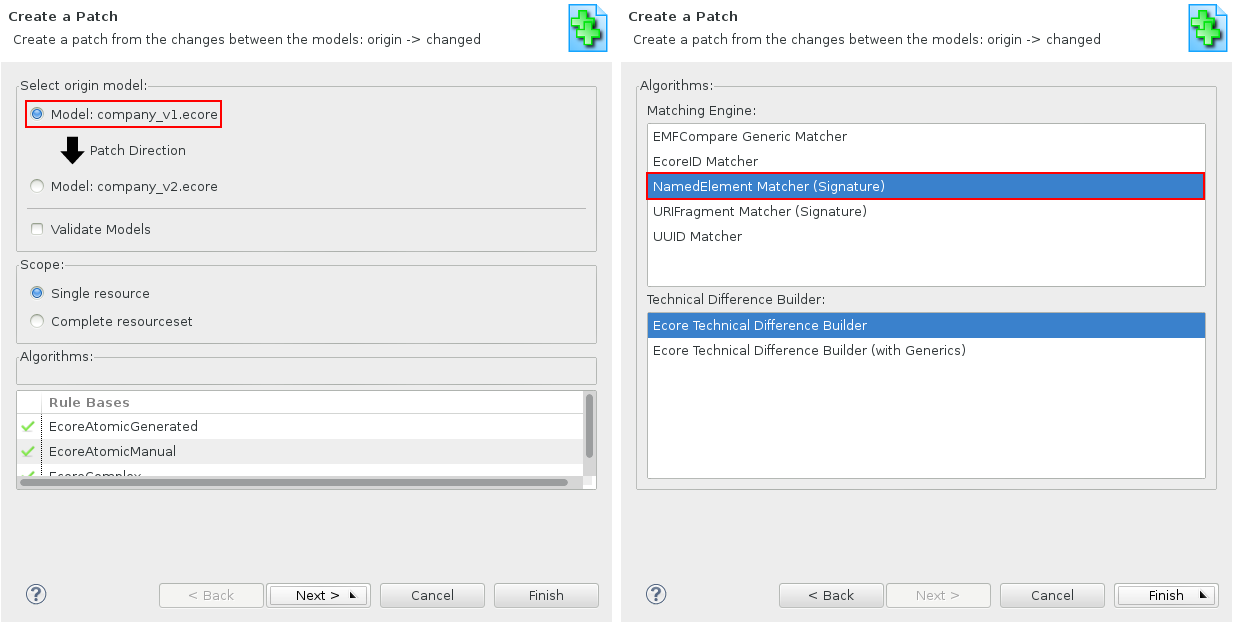 Create a Patch
Create a patch from the changes between the models: origin -> changed
Select origin model:
Model: company_v1.ecore
Patch Direction
Model: company_v2.ecore
Validate Models
Scope:
Single resource
Complete resourceset
Algorithms:
Rule Bases
EcoreAtomicGenerated
EcoreAtomicManual
EcoreComplex
?
< Back
Next >
Cancel
Finish
Create a Patch
Create a patch from the changes between the models: origin -> changed
Algorithms:
Matching Engine:
EMFCompare Generic Matcher
EcoreID Matcher
NamedElement Matcher (Signature)
URIFragment Matcher (Signature)
UUID Matcher
Technical Difference Builder:
Ecore Technical Difference Builder
Ecore Technical Difference Builder (with Generics)
?
< Back
Next >
Cancel
Finish